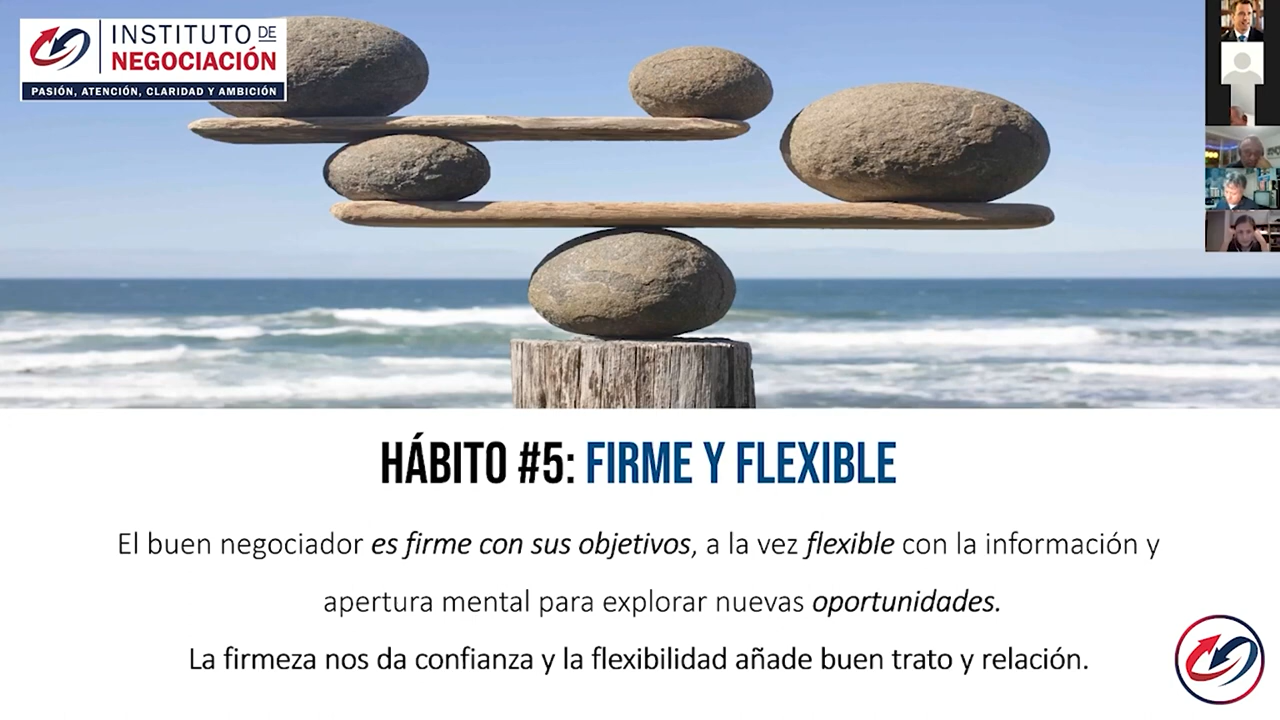 INSTITUTO DE
NEGOCIACIÓN
PASIÓN, ATENCIÓN, CLARIDAD Y AMBICIÓN
HÁBITO #5: FIRME Y FLEXIBLE
El buen negociador es firme con sus objetivos, a la vez flexible con la información y
apertura mental para explorar nuevas oportunidades.
La firmeza nos da confianza y la flexibilidad añade buen trato y relación.